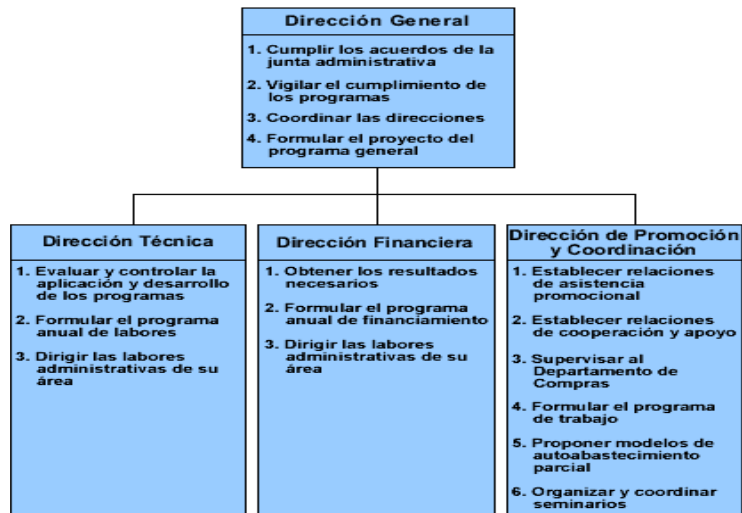 Dirección General
1. Cumplir los acuerdos de la
junta administrativa
2. Vigilar el cumplimiento de
los programas
3. Coordinar las direcciones
4. Formular el proyecto del
programa general
Dirección Técnica
1. Evaluar y controlar la
aplicación y desarrollo
de los programas
2. Formular el programa
anual de labores
3. Dirigir las labores
administrativas de su
área
Dirección Financiera
1. Obtener los resultados
necesarios
2. Formular el programa
anual de financiamiento
3. Dirigir las labores
administrativas de su
área
Dirección de Promoción
y Coordinación
1. Establecer relaciones
de asistencia
promocional
2. Establecer relaciones
de cooperación y apoyo
3. Supervisar al
Departamento de
Compras
4. Formular el programa
de trabajo
5. Proponer modelos de
autoabastecimiento
parcial
6. Organizar y coordinar
seminarios